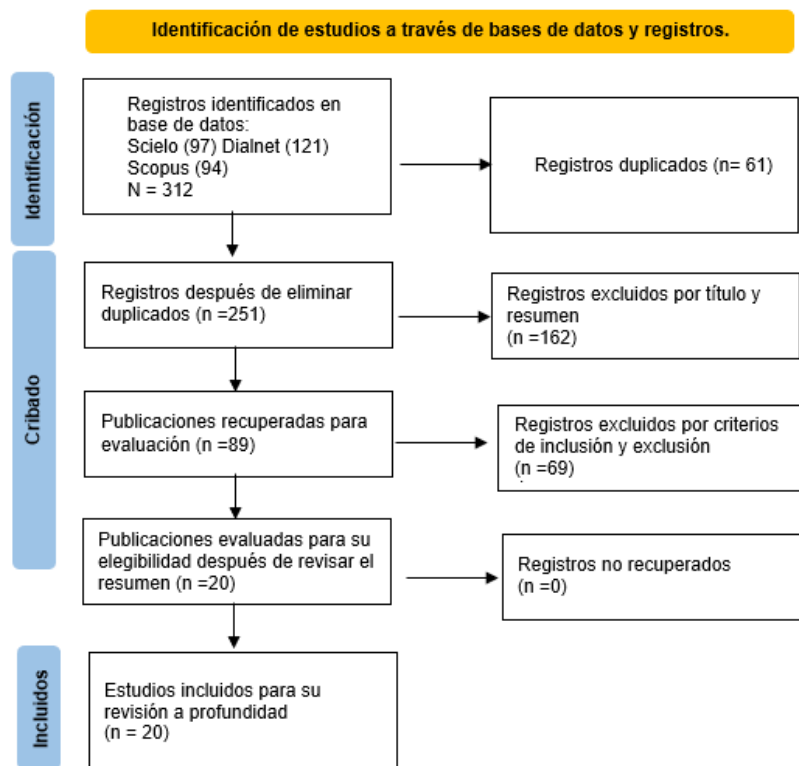 Identificación de estudios a través de bases de datos y registros.
Identificación
Registros identificados en
base de datos:
Scielo (97) Dialnet (121)
Scopus (94)
N = 312
Registros duplicados (n= 61)
Cribado
Registros después de eliminar
duplicados (n =251)
Registros excluidos por título y
resumen
(n =162)
Publicaciones recuperadas para
evaluación (n =89)
Registros excluidos por criterios
de inclusión y exclusión
(n =69)
Publicaciones evaluadas para su
elegibilidad después de revisar el
resumen (n =20)
Registros no recuperados
(n =0)
Incluidos
Estudios incluidos para su
revisión a profundidad
(n = 20)